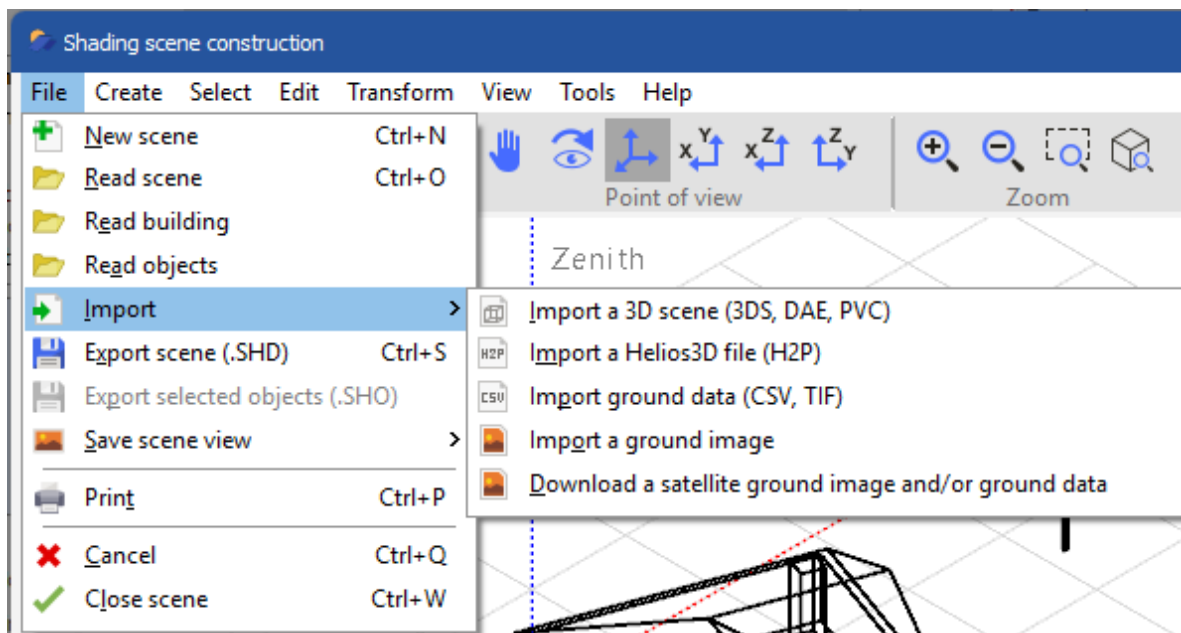 Shading scene construction
File Create Select Edit Transform View Tools Help
New scene Ctrl+N
Read scene Ctrl+O
Read building
Read objects
Import
Export scene (.SHD) Ctrl+S
Export selected objects (.SHO)
Save scene view
Print Ctrl+P
Cancel Ctrl+Q
Close scene Ctrl+W
X Y
X Z
Z Y
Point of view
Zoom
Zenith
Import a 3D scene (3DS, DAE, PVC)
H2P Import a Helios3D file (H2P)
CSV Import ground data (CSV, TIF)
Import a ground image
Download a satellite ground image and/or ground data